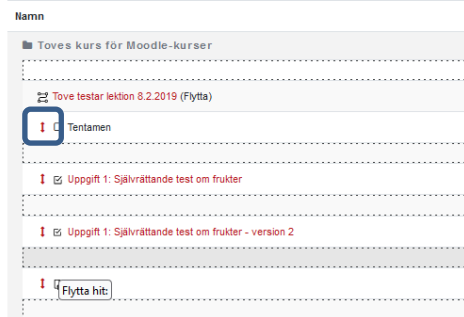 Namn
Toves kurs för Moodle-kurser
Tove testar lektion 8.2.2019 (Flytta)
Tentamen
Uppgift 1: Självrättande test om frukter
Uppgift 1: Självrättande test om frukter - version 2
Flytta hit: